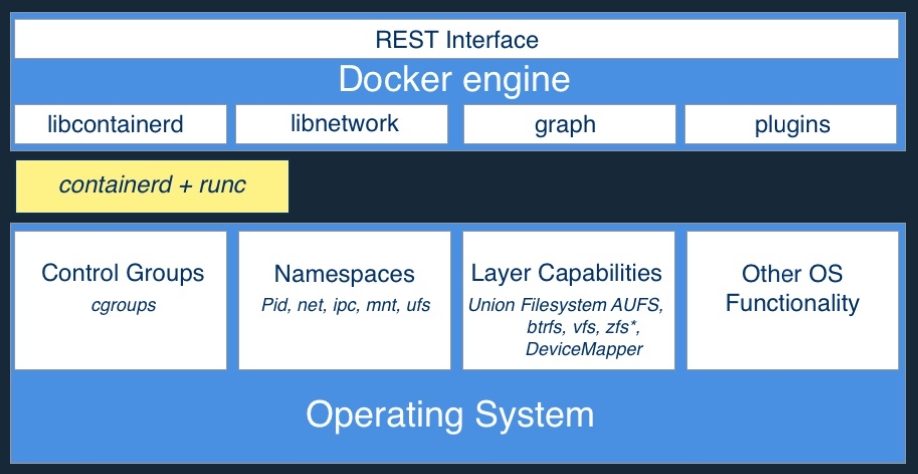 REST Interface
Docker engine
libcontainerd
libnetwork
graph
plugins
containerd + runc
Control Groups
cgroups
Namespaces
Pid, net, ipc, mnt, ufs
Layer Capabilities
Union Filesystem AUFS,
btrfs, vfs, zfs*,
DeviceMapper
Other OS
Functionality
Operating System